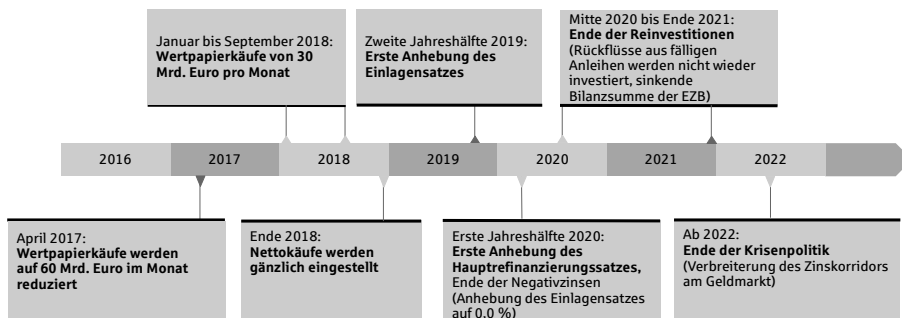 Januar bis September 2018:
Wertpapierkäufe von 30
Mrd. Euro pro Monat
Zweite Jahreshälfte 2019:
Erste Anhebung des
Einlagensatzes
Mitte 2020 bis Ende 2021:
Ende der Reinvestitionen
(Rückflüsse aus fälligen
Anleihen werden nicht wieder
investiert, sinkende
Bilanzsumme der EZB)
2016
2017
2018
2019
2020
2021
2022
April 2017:
Wertpapierkäufe werden
auf 60 Mrd. Euro im Monat
reduziert
Ende 2018:
Nettokäufe werden
gänzlich eingestellt
Erste Jahreshälfte 2020:
Erste Anhebung des
Hauptrefinanzierungssatzes,
Ende der Negativzinsen
(Anhebung des Einlagensatzes
auf 0,0 %)
Ab 2022:
Ende der Krisenpolitik
(Verbreiterung des Zinskorridors
am Geldmarkt)